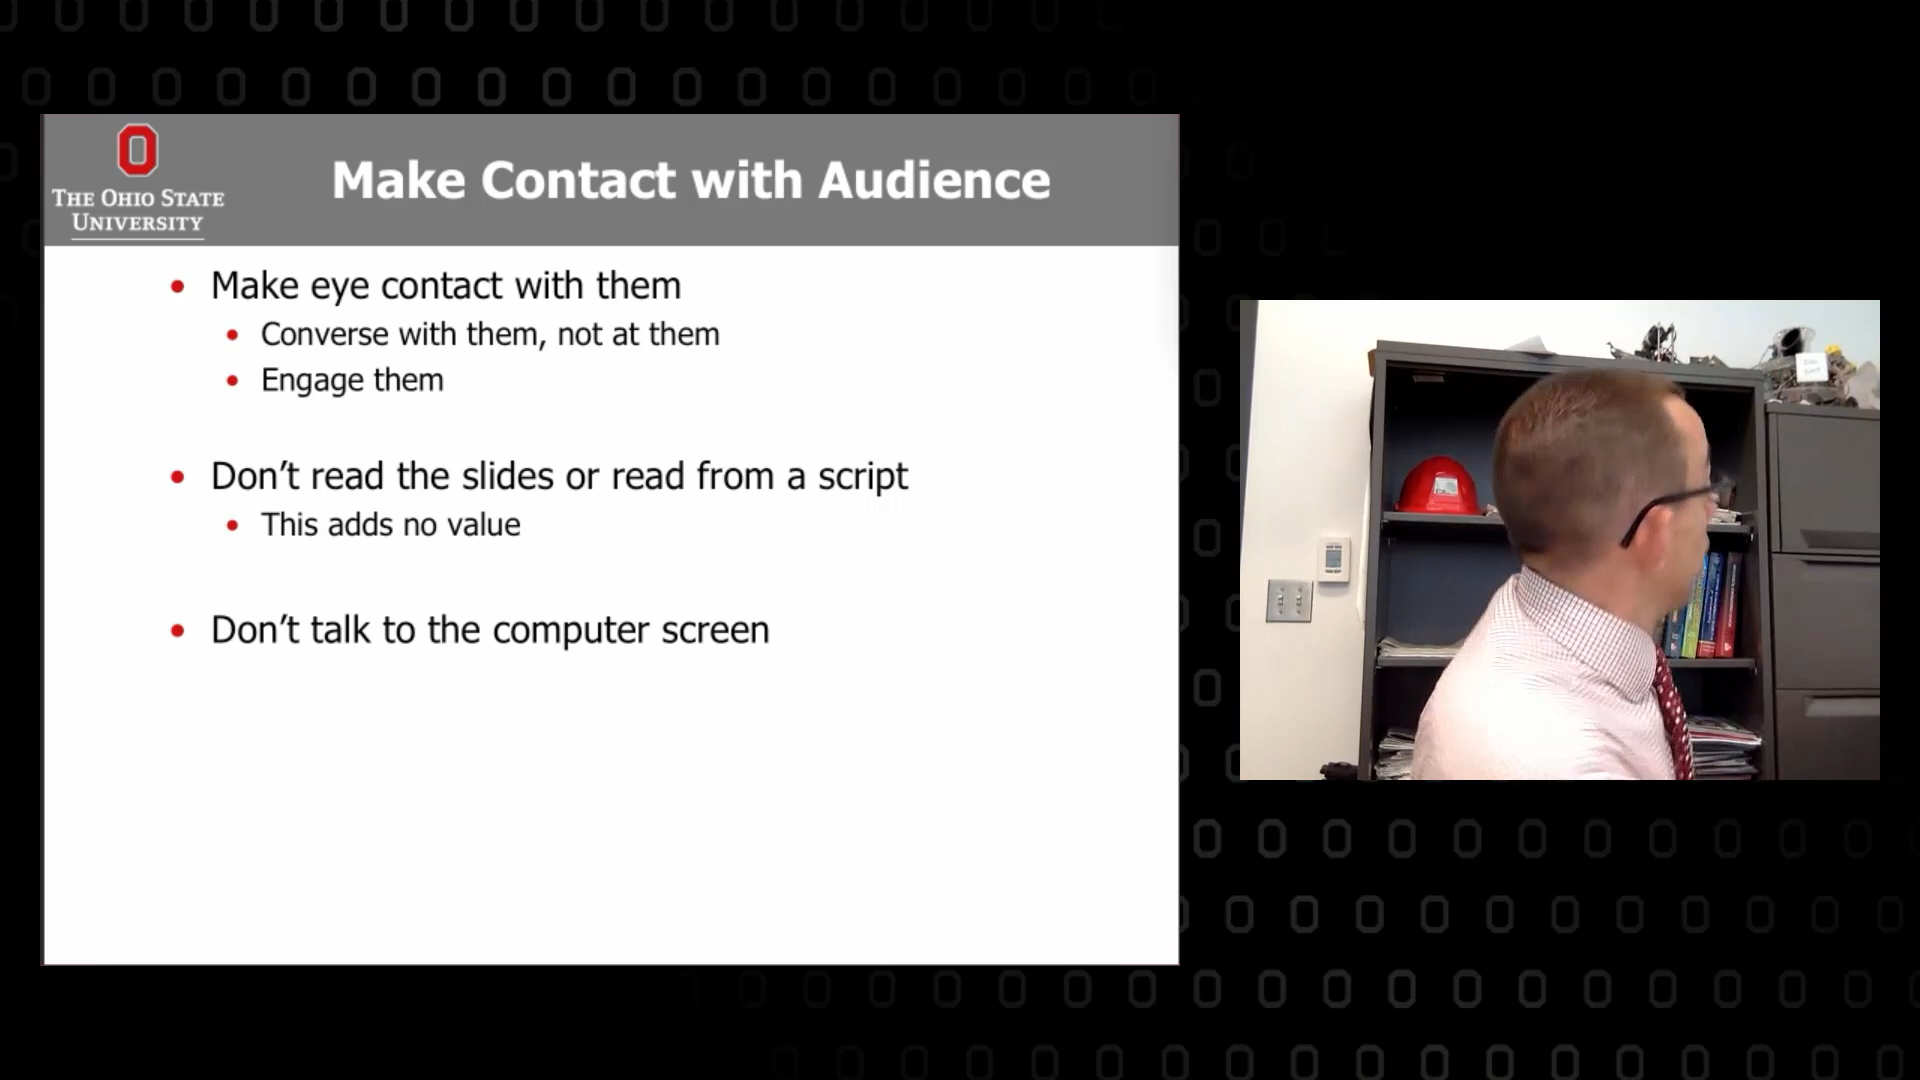 THE OHIO STATE
UNIVERSITY
Make Contact with Audience
Make eye contact with them
Converse with them, not at them
Engage them
Don’t read the slides or read from a script
This adds no value
Don’t talk to the computer screen